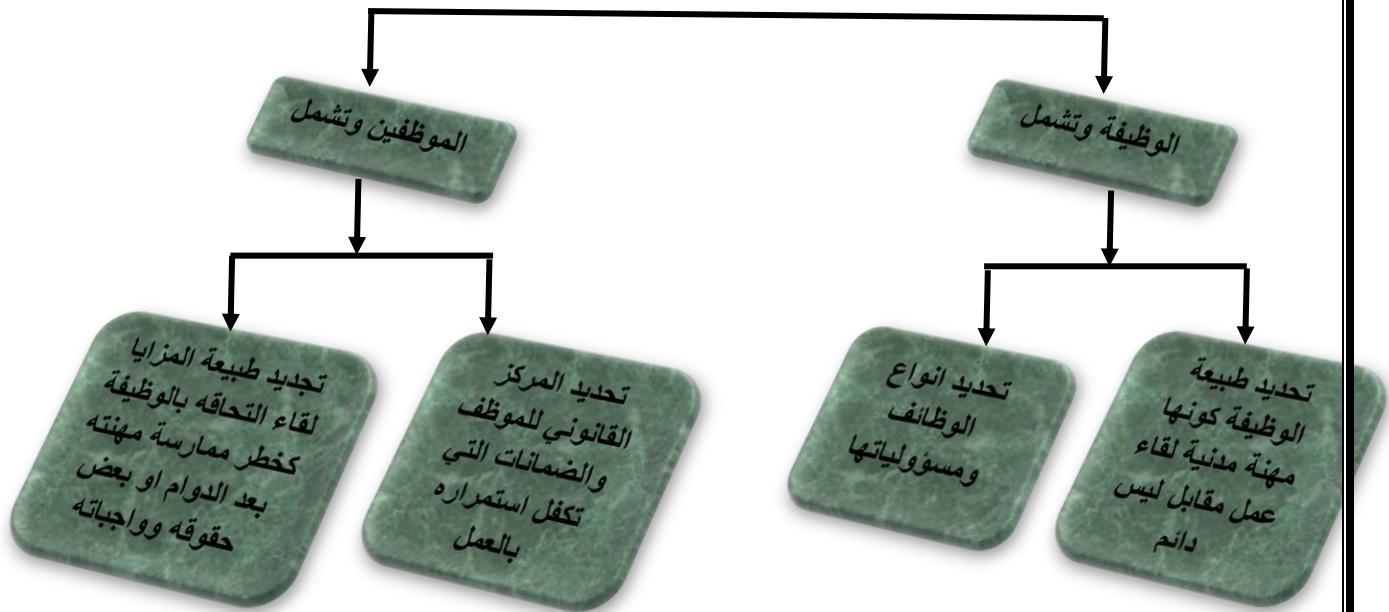 الوظيفة وتشمل
الموظفين وتشمل
تحديد طبيعة
الوظيفة كونها
مهنة مدنية لقاء
عمل مقابل ليس
دائم
تحديد انواع
الوظائف
ومسؤولياتها
تحديد المركز
القانوني للموظف
والضمانات التي
تكفل استمراره
بالعمل
تجديد طبيعة المزايا
لقاء التحاقه بالوظيفة
كخطر ممارسة مهنته
بعد الدوام او بعض
حقوقه وواجباته